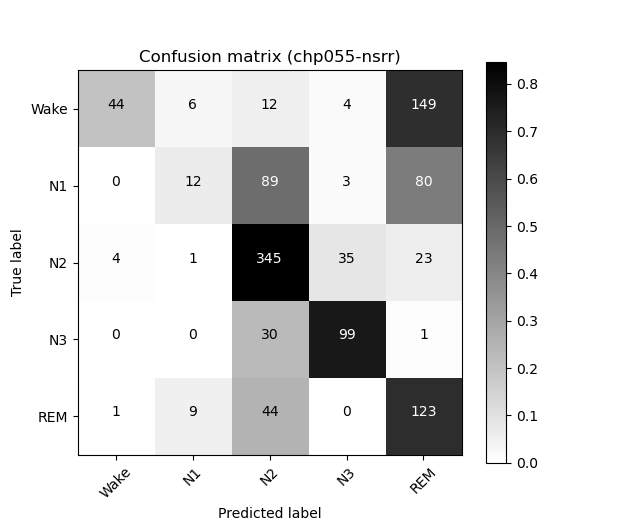 Confusion matrix (chp055-nsrr)
Wake 44 6 12 4 149
N1 0 12 89 3 80
N2 4 1 345 35 23
N3 0 0 30 99 1
REM 1 9 44 0 123
Wake N1 N2 N3 REM
Predicted label
True label
0.8
0.7
0.6
0.5
0.4
0.3
0.2
0.1
0.0